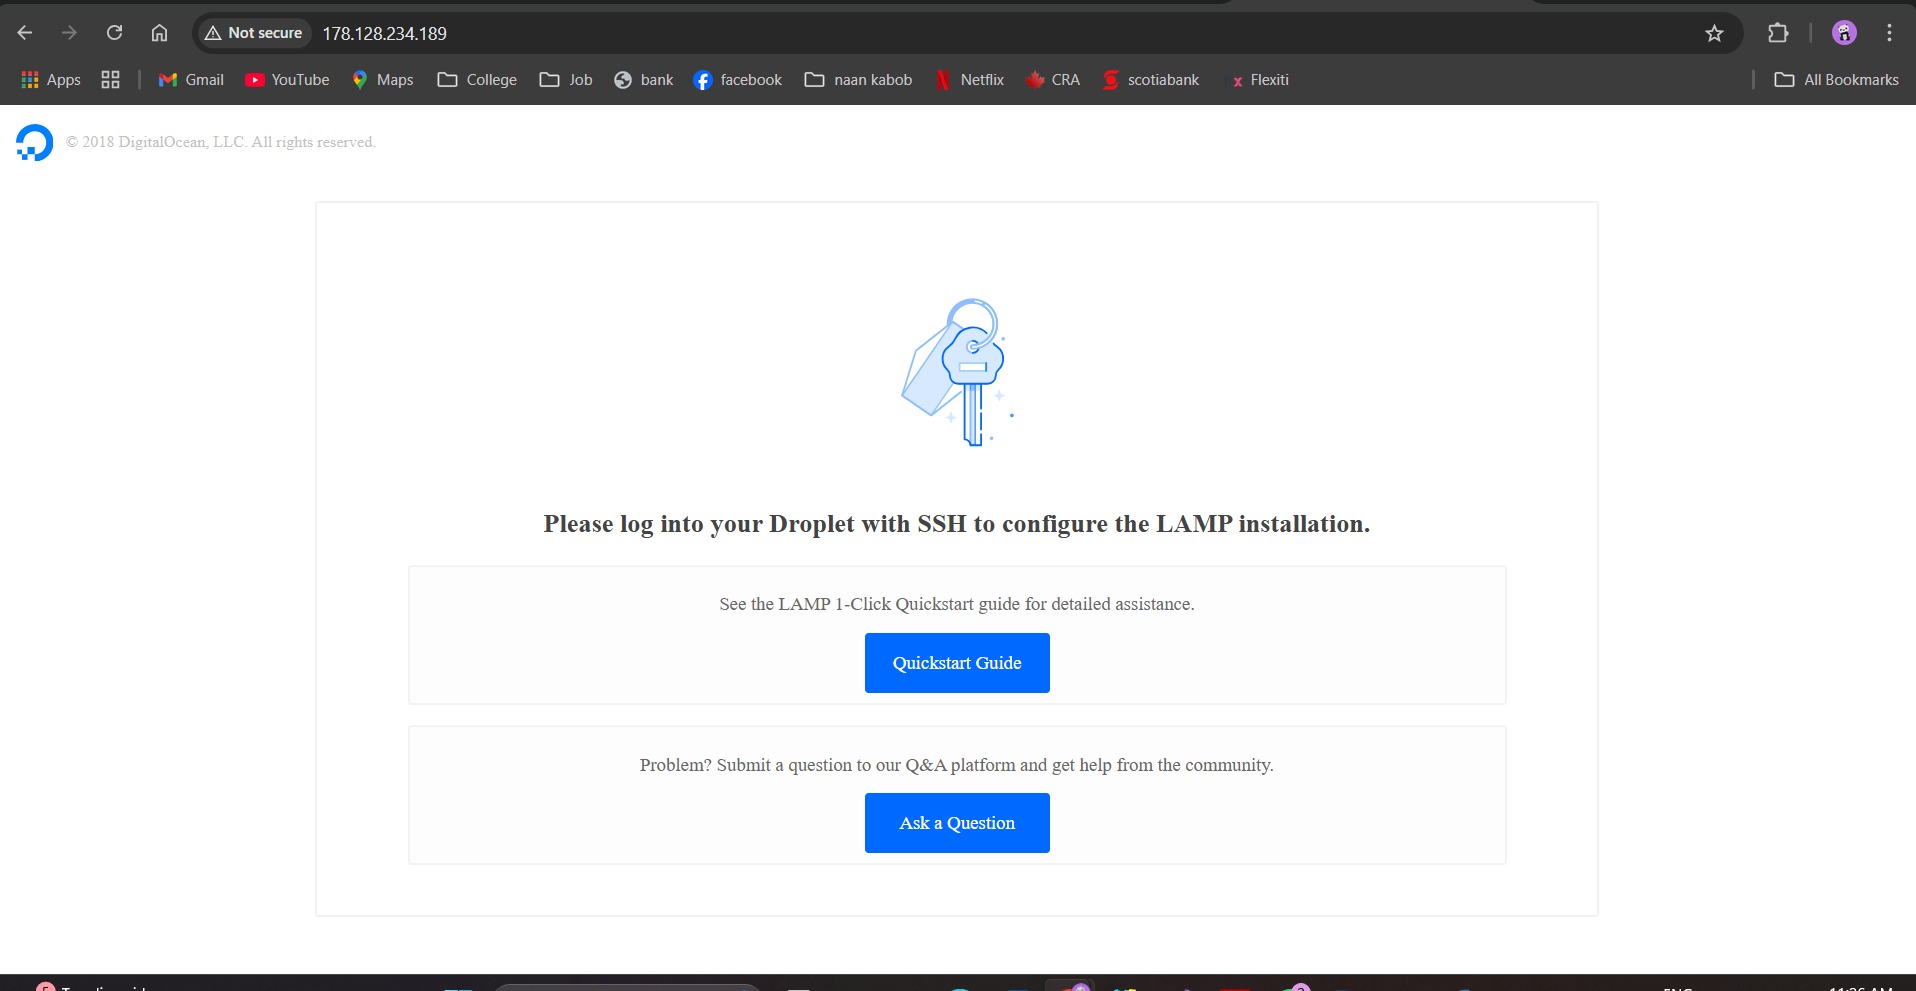 Not secure 178.128.234.189
Apps Gmail YouTube Maps College Job bank facebook naan kabob Netflix CRA scotiabank Flexiti All Bookmarks
© 2018 DigitalOcean, LLC. All rights reserved.
Please log into your Droplet with SSH to configure the LAMP installation.
See the LAMP 1-Click Quickstart guide for detailed assistance.
Quickstart Guide
Problem? Submit a question to our Q&A platform and get help from the community.
Ask a Question